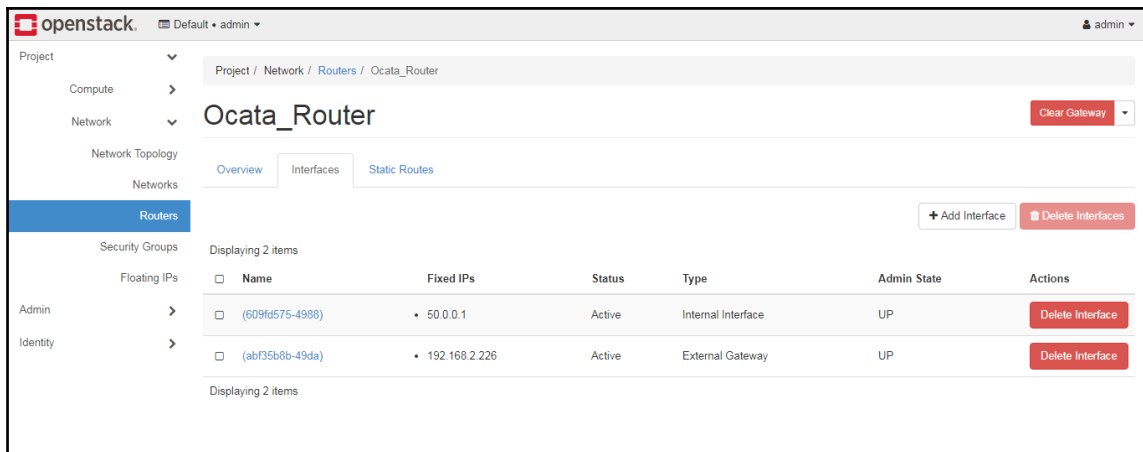 openstack. Default • admin admin
Project
Project / Network / Routers / Ocata_Router
Compute
Ocata_Router
Clear Gateway
Network
Network Topology
Overview Interfaces Static Routes
Networks
Routers
+ Add Interface Delete Interfaces
Security Groups
Displaying 2 items
Floating IPs
Name Fixed IPs Status Type Admin State Actions
Admin
(609fd575-4988) • 50.0.0.1 Active Internal Interface UP Delete Interface
Identity
(abf35b8b-49da) • 192.168.2.226 Active External Gateway UP Delete Interface
Displaying 2 items